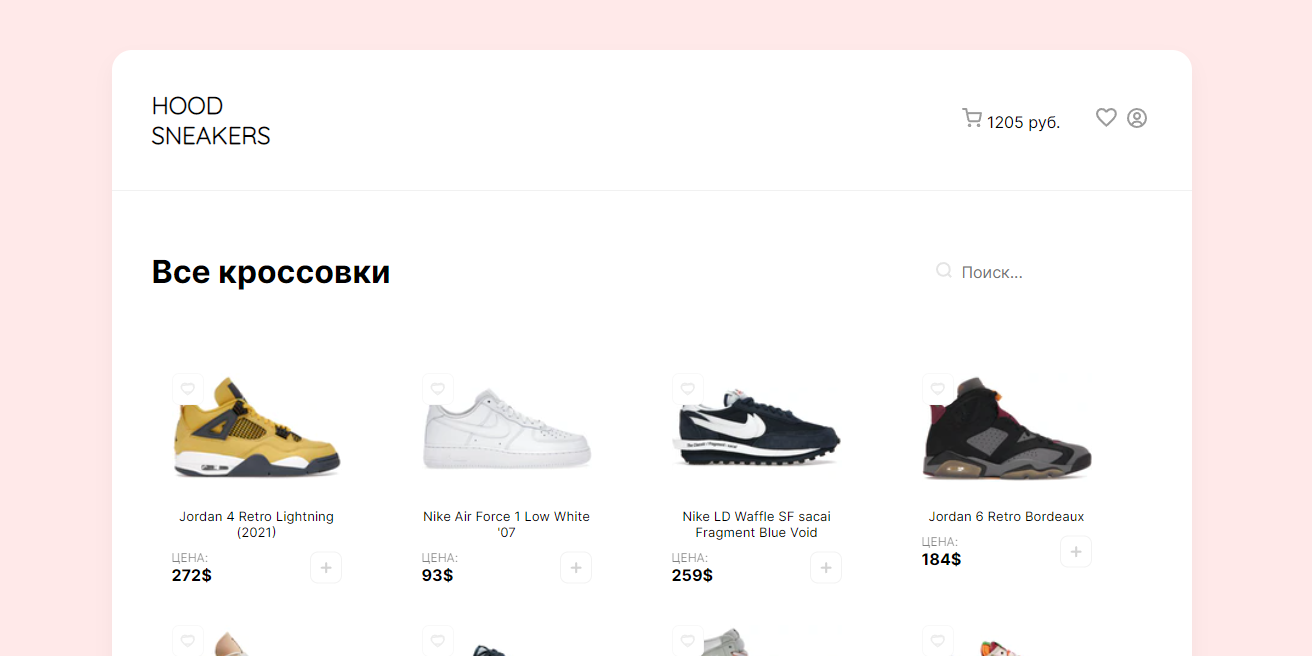 HOOD
SNEAKERS
1205 руб.
Все кроссовки
Поиск...
Jordan 4 Retro Lightning
(2021)
ЦЕНА:
272$
Nike Air Force 1 Low White
'07
ЦЕНА:
93$
Nike LD Waffle SF sacai
Fragment Blue Void
ЦЕНА:
259$
Jordan 6 Retro Bordeaux
ЦЕНА:
184$